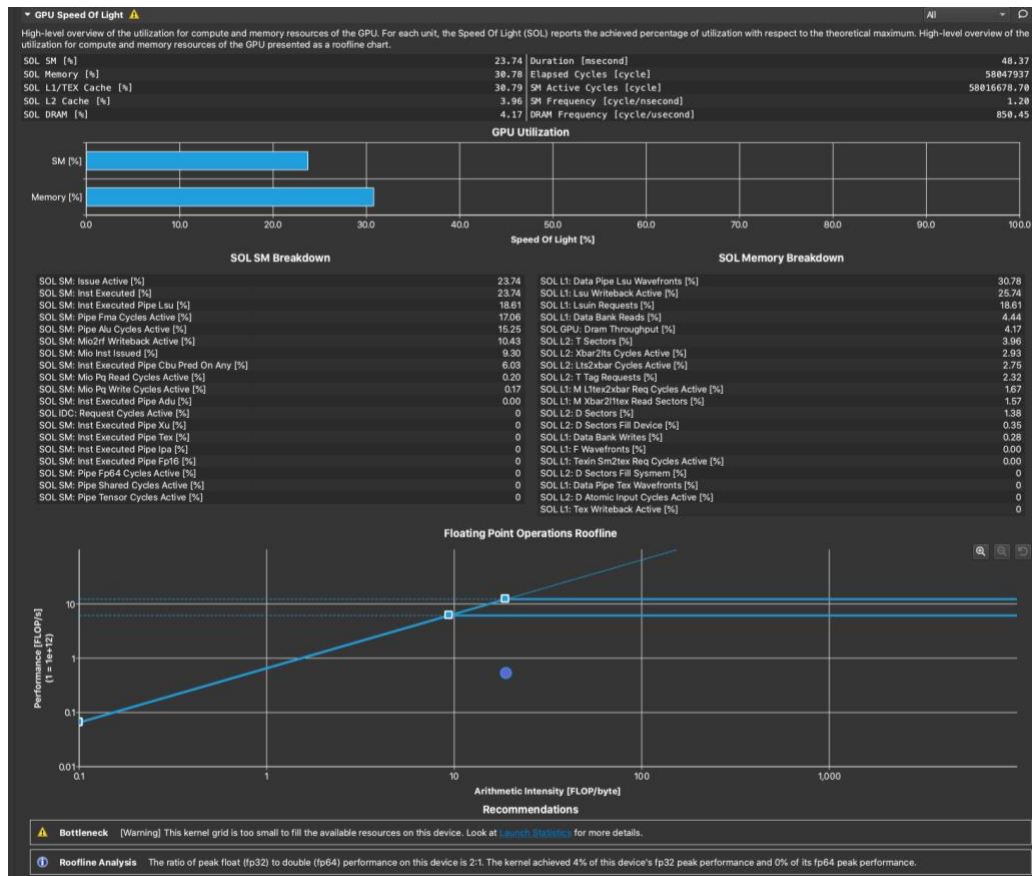 GPU Speed Of Light
All
High-level overview of the utilization for compute and memory resources of the GPU. For each unit, the Speed Of Light (SOL) reports the achieved percentage of utilization with respect to the theoretical maximum. High-level overview of the
utilization for compute and memory resources of the GPU presented as a roofline chart.
SOL SM [%] 23.74 Duration [msecond] 48.37
SOL Memory [%] 30.78 Elapsed Cycles [cycle] 58047937
SOL L1/TEX Cache [%] 30.79 SM Active Cycles [cycle] 58016678.70
SOL L2 Cache [%] 3.96 SM Frequency [cycle/nsecond] 1.20
SOL DRAM [%] 4.17 DRAM Frequency [cycle/usecond] 850.45
GPU Utilization
SM [%]
Memory [%]
0.0 10.0 20.0 30.0 40.0 50.0 60.0 70.0 80.0 90.0 100.0
Speed Of Light [%]
SOL SM Breakdown
SOL SM: Issue Active [%] 23.74
SOL SM: Inst Executed [%] 23.74
SOL SM: Inst Executed Pipe Lsu [%] 18.61
SOL SM: Pipe Fma Cycles Active [%] 17.06
SOL SM: Pipe Alu Cycles Active [%] 15.25
SOL SM: Mio2rf Writeback Active [%] 10.43
SOL SM: Mio Inst Issued [%] 9.30
SOL SM: Inst Executed Pipe Cbu Pred On Any [%] 6.03
SOL SM: Mio Pq Read Cycles Active [%] 0.20
SOL SM: Mio Pq Write Cycles Active [%] 0.17
SOL SM: Inst Executed Pipe Adu [%] 0.00
SOL IDC: Request Cycles Active [%] 0
SOL SM: Inst Executed Pipe Xu [%] 0
SOL SM: Inst Executed Pipe Tex [%] 0
SOL SM: Inst Executed Pipe Ipa [%] 0
SOL SM: Inst Executed Pipe Fp16 [%] 0
SOL SM: Pipe Fp64 Cycles Active [%] 0
SOL SM: Pipe Shared Cycles Active [%] 0
SOL SM: Pipe Tensor Cycles Active [%] 0
SOL Memory Breakdown
SOL L1: Data Pipe Lsu Wavefronts [%] 30.78
SOL L1: Lsu Writeback Active [%] 25.74
SOL L1: Lsuin Requests [%] 18.61
SOL L1: Data Bank Reads [%] 4.44
SOL GPU: Dram Throughput [%] 4.17
SOL L2: T Sectors [%] 3.96
SOL L2: Xbar2lts Cycles Active [%] 2.93
SOL L2: Lts2xbar Cycles Active [%] 2.75
SOL L2: T Tag Requests [%] 2.32
SOL L1: M L1tex2xbar Req Cycles Active [%] 1.67
SOL L1: M Xbar2l1tex Read Sectors [%] 1.57
SOL L2: D Sectors [%] 1.38
SOL L2: D Sectors Fill Device [%] 0.35
SOL L1: Data Bank Writes [%] 0.28
SOL L1: F Wavefronts [%] 0.00
SOL L1: Texin Sm2tex Req Cycles Active [%] 0.00
SOL L2: D Sectors Fill Sysmem [%] 0
SOL L1: Data Pipe Tex Wavefronts [%] 0
SOL L2: D Atomic Input Cycles Active [%] 0
SOL L1: Tex Writeback Active [%] 0
Floating Point Operations Roofline
Performance [FLOP/s]
(1 = 1e+12)
10
1
0.1
0.01
0.1 1 10 100 1,000
Arithmetic Intensity [FLOP/byte]
Recommendations
Bottleneck [Warning] This kernel grid is too small to fill the available resources on this device. Look at Launch Statistics for more details.
Roofline Analysis The ratio of peak float (fp32) to double (fp64) performance on this device is 2:1. The kernel achieved 4% of this device's fp32 peak performance and 0% of its fp64 peak performance.